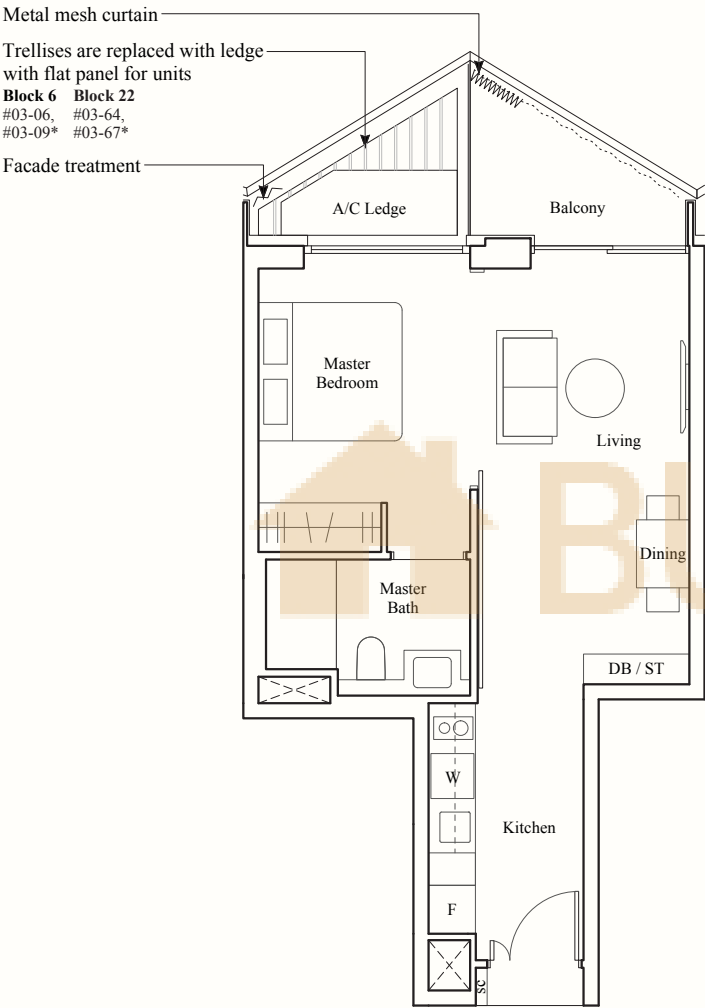 Metal mesh curtain
Trellises are replaced with ledge
with flat panel for units
Block 6 Block 22
#03-06, #03-64,
#03-09* #03-67*
Facade treatment
A/C Ledge
Balcony
Master
Bedroom
Living
Dining
Master
Bath
DB / ST
W
Kitchen
F
SC
BU